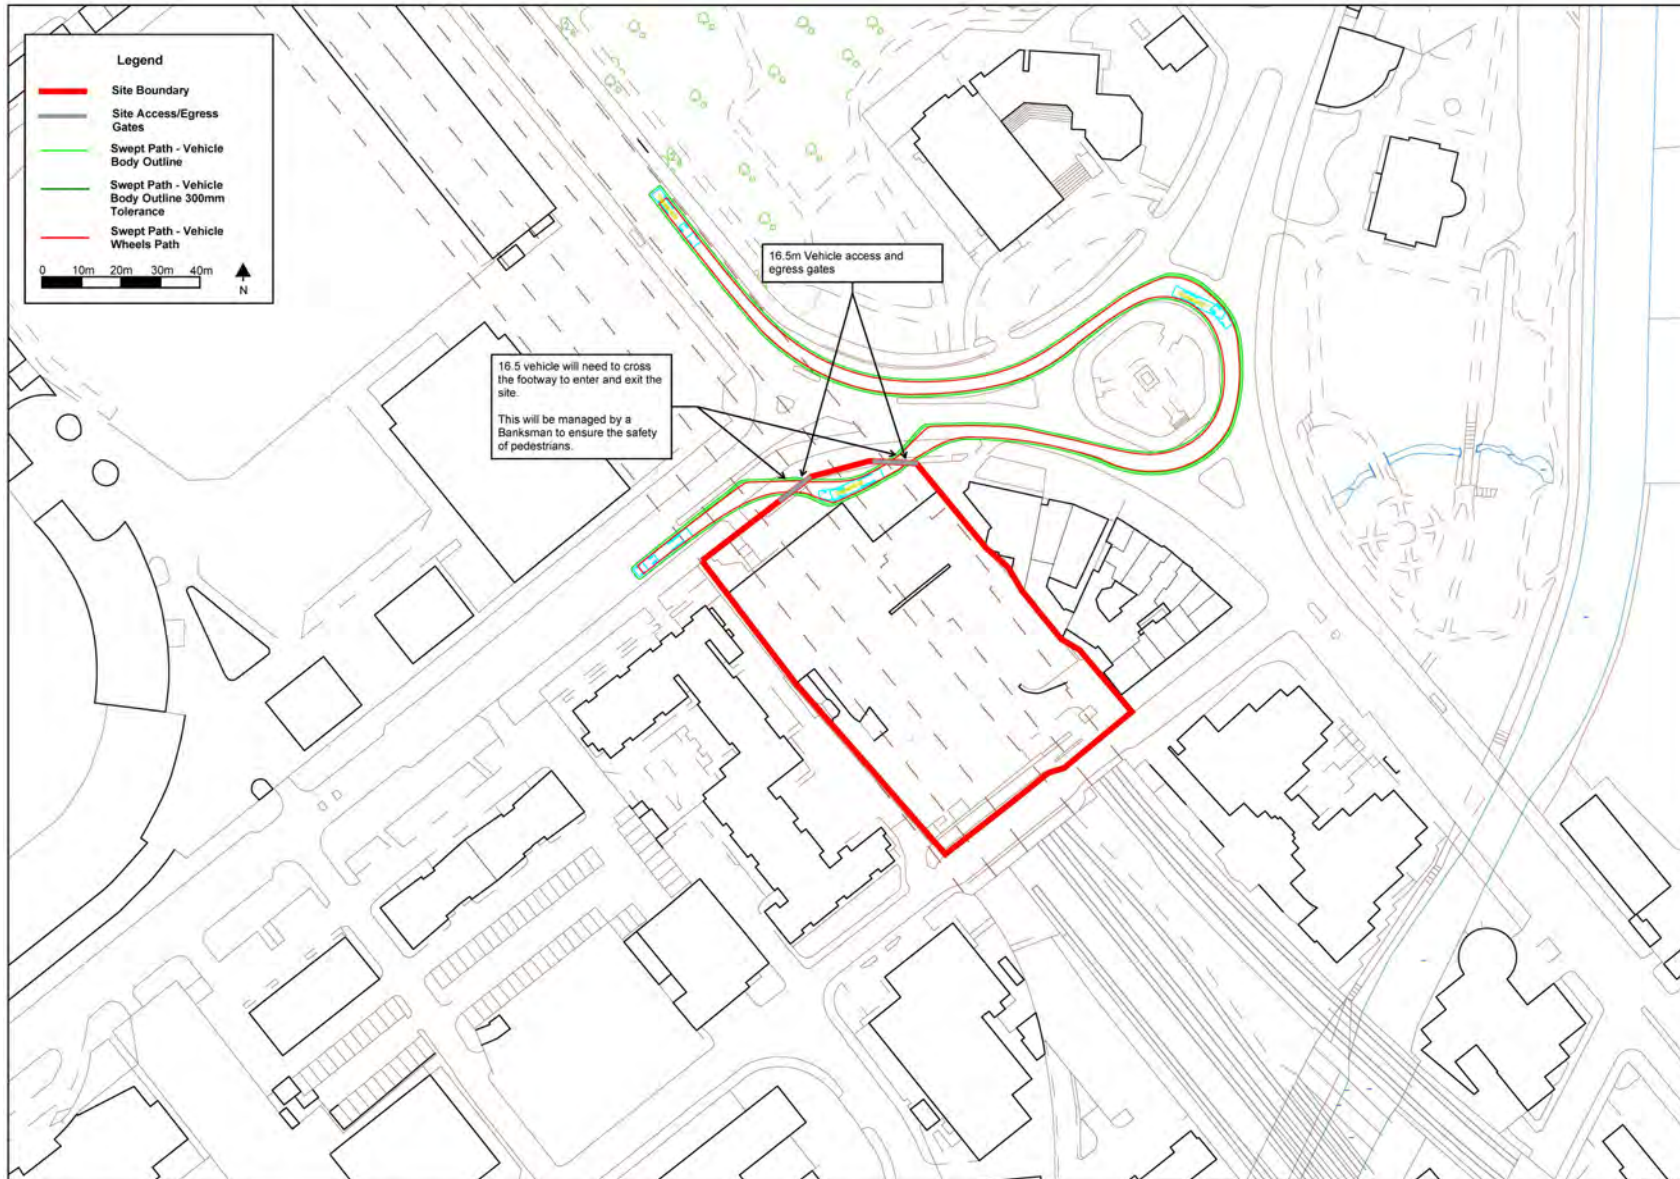 Legend
Site Boundary
Site Access/Egress
Gates
Swept Path - Vehicle
Body Outline
Swept Path - Vehicle
Body Outline 300mm
Tolerance
Swept Path - Vehicle
Wheels Path
0 10m 20m 30m 40m
N
16.5m Vehicle access and
egress gates
16.5 vehicle will need to cross
the footway to enter and exit the
site.
This will be managed by a
Banksman to ensure the safety
of pedestrians.